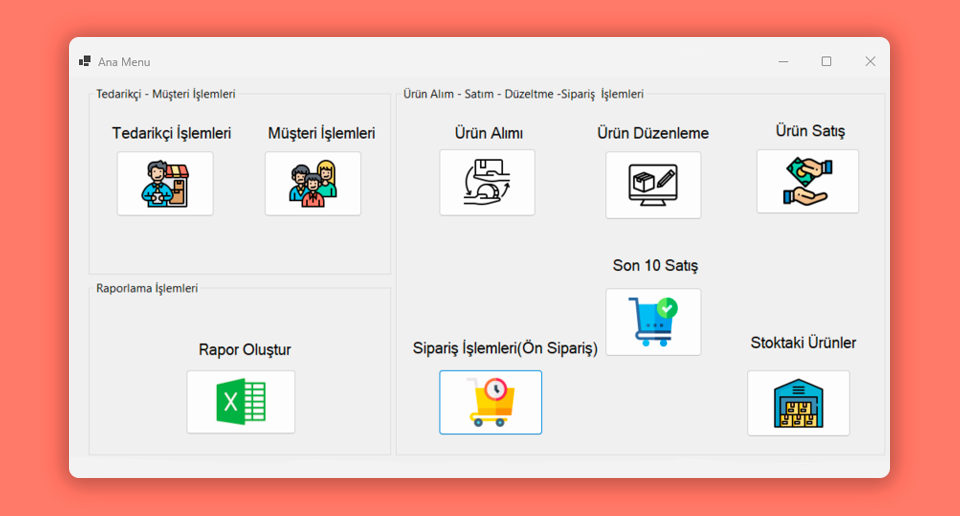 Ana Menu
Tedarikçi - Müşteri İşlemleri
Tedarikçi İşlemleri
Müşteri İşlemleri
Ürün Alım - Satım - Düzeltme -Sipariş  İşlemleri
Ürün Alımı
Ürün Düzenleme
Ürün Satış
Son 10 Satış
Raporlama İşlemleri
Rapor Oluştur
X
Sipariş İşlemleri(Ön Sipariş)
Stoktaki Ürünler